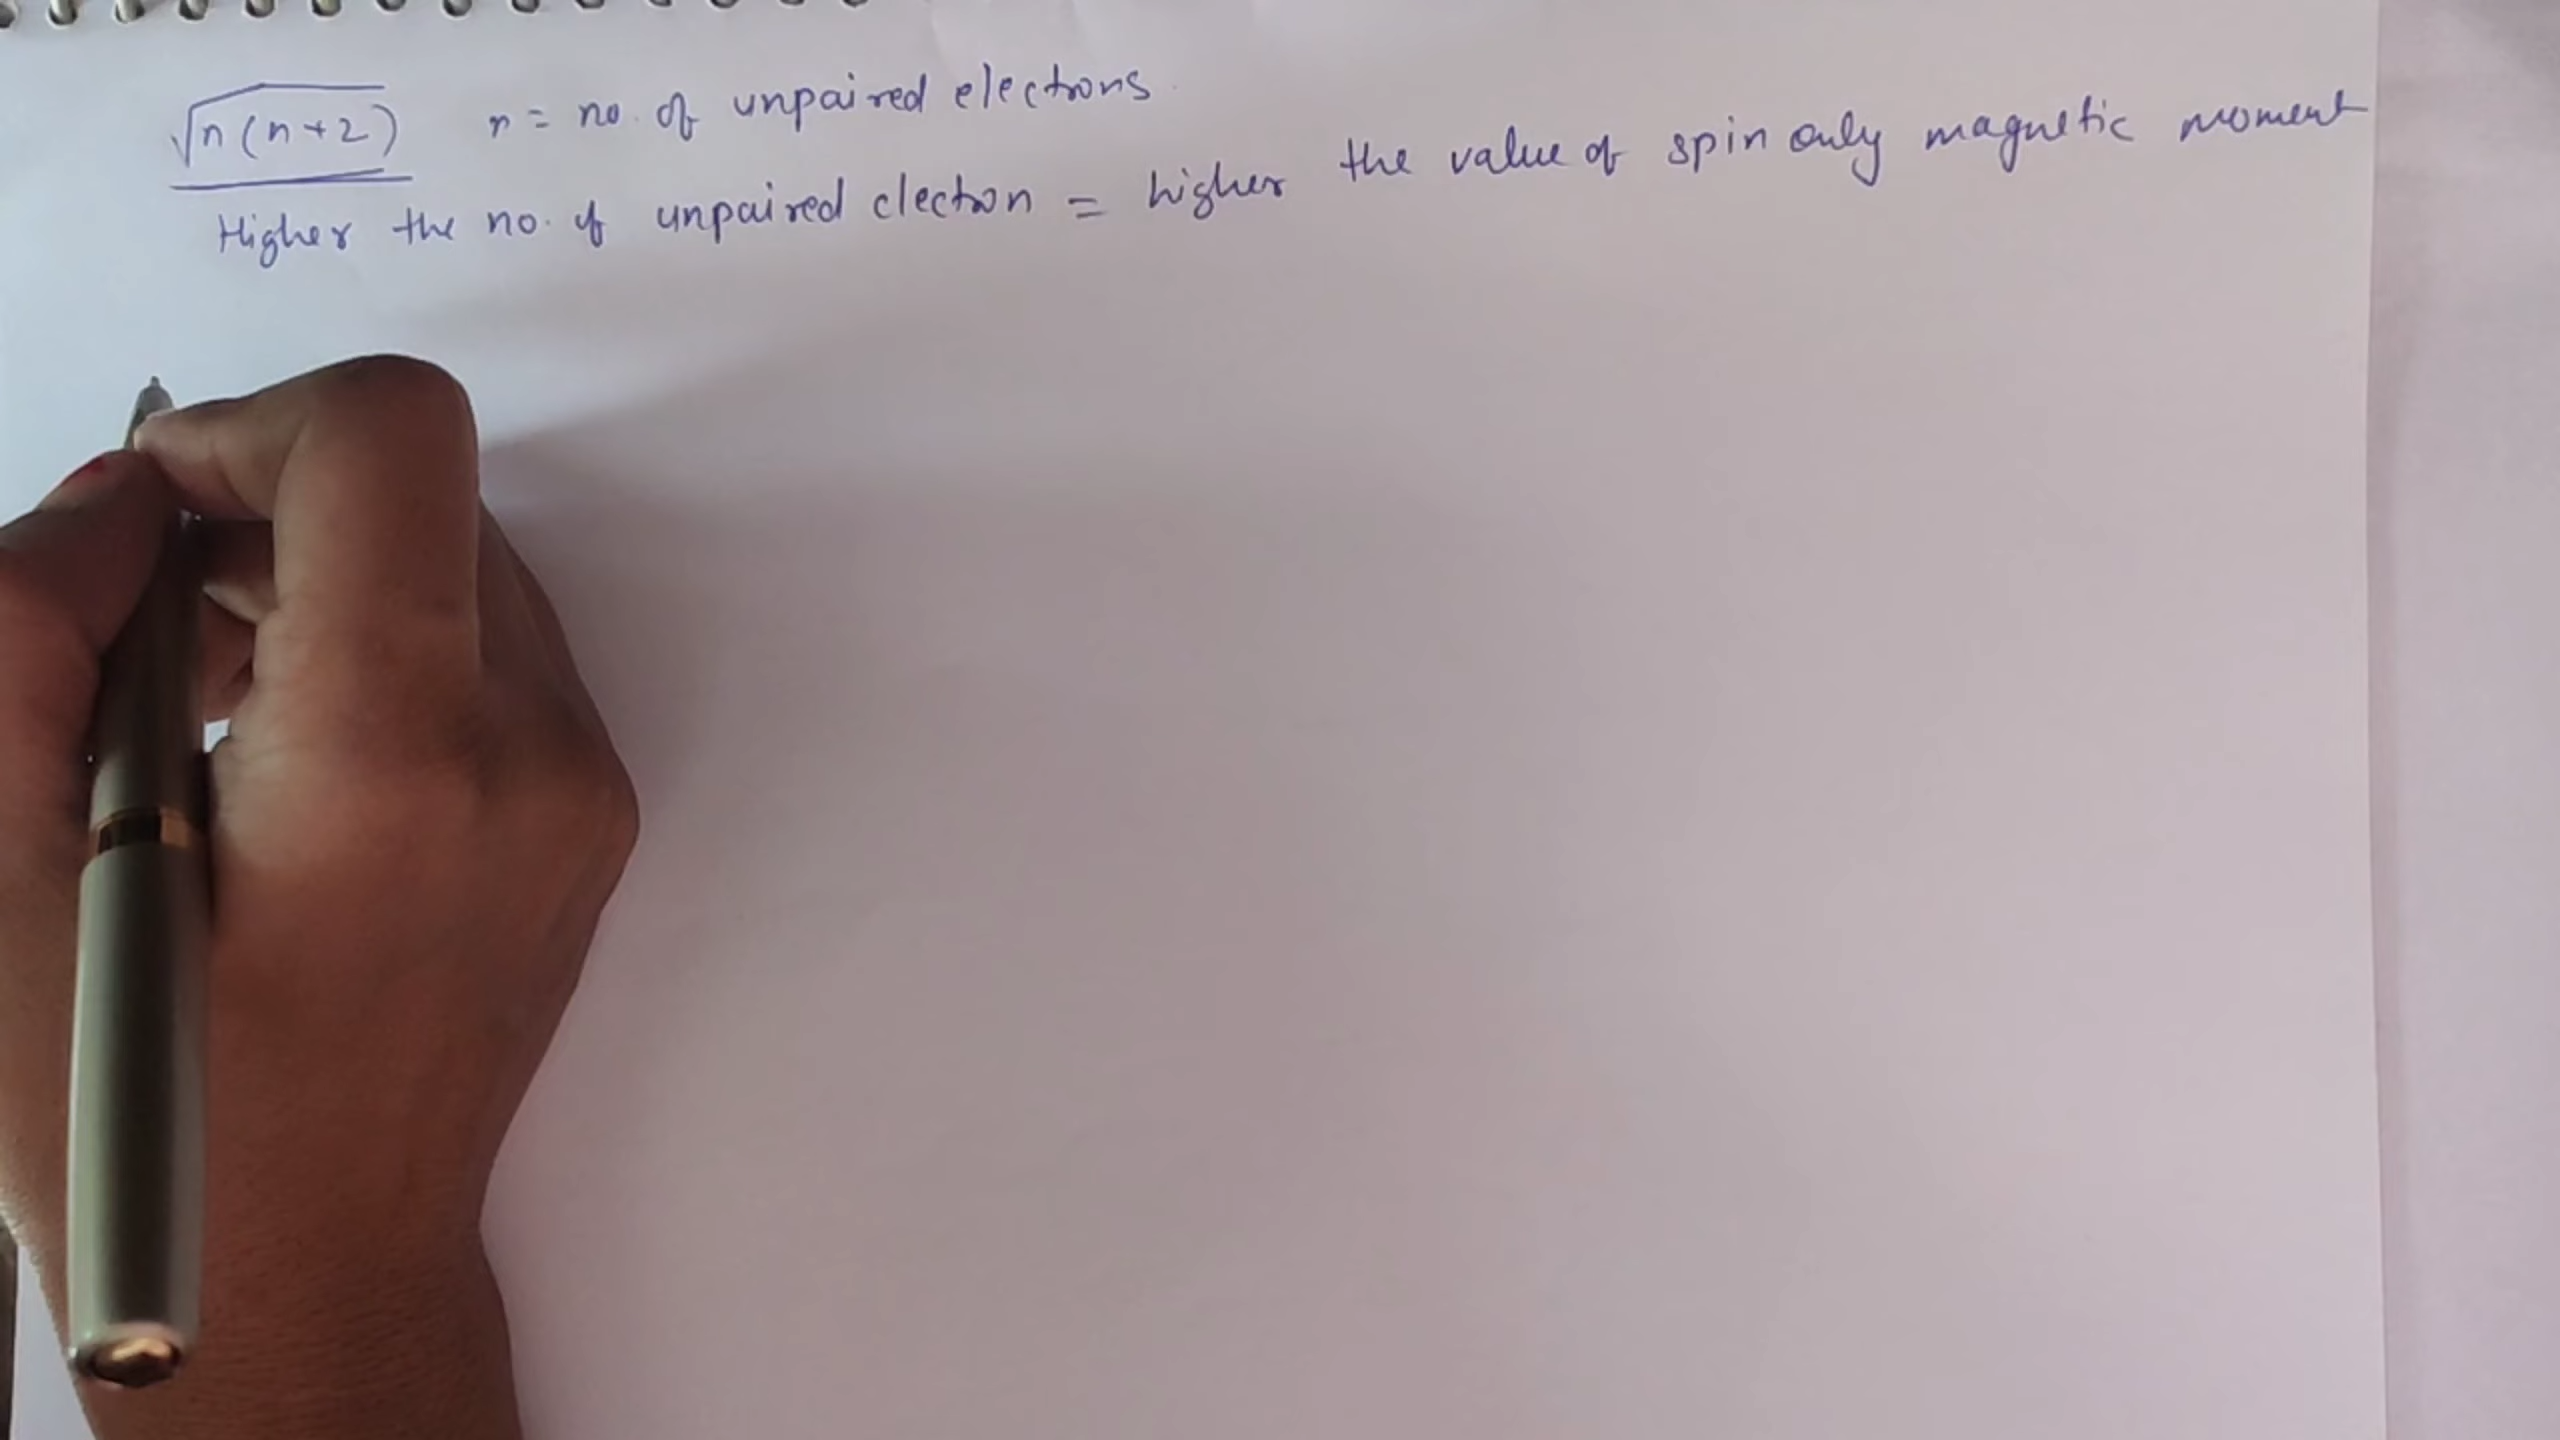 √n(n+2) n = no. of unpaired electrons.
Higher the no. of unpaired electron = higher the value of spin only magnetic moment